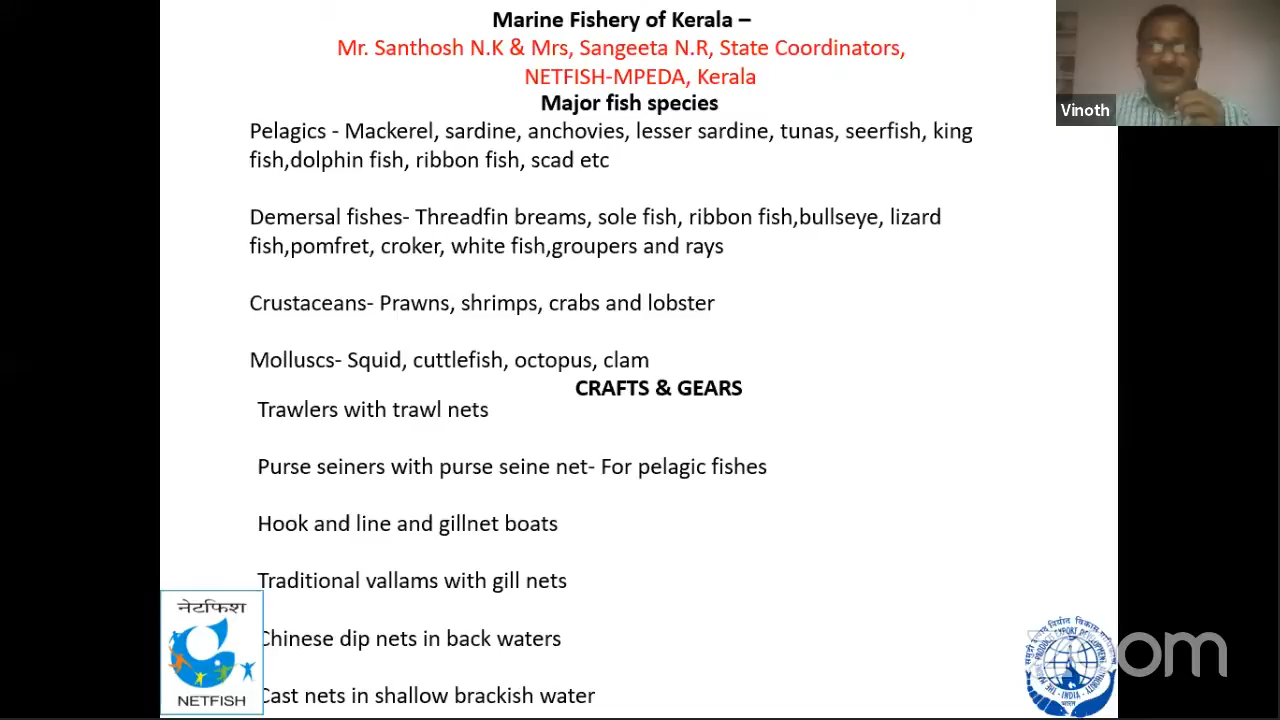 Marine Fishery of Kerala –
Mr. Santhosh N.K & Mrs, Sangeeta N.R, State Coordinators,
NETFISH-MPEDA, Kerala
Vinoth
Major fish species
Pelagics - Mackerel, sardine, anchovies, lesser sardine, tunas, seerfish, king
fish,dolphin fish, ribbon fish, scad etc
Demersal fishes- Threadfin breams, sole fish, ribbon fish,bullseye, lizard
fish,pomfret, croker, white fish,groupers and rays
Crustaceans- Prawns, shrimps, crabs and lobster
Molluscs- Squid, cuttlefish, octopus, clam
CRAFTS & GEARS
Trawlers with trawl nets
Purse seiners with purse seine net- For pelagic fishes
Hook and line and gillnet boats
Traditional vallams with gill nets
Chinese dip nets in back waters
Cast nets in shallow brackish water
नेटफिश
NETFISH